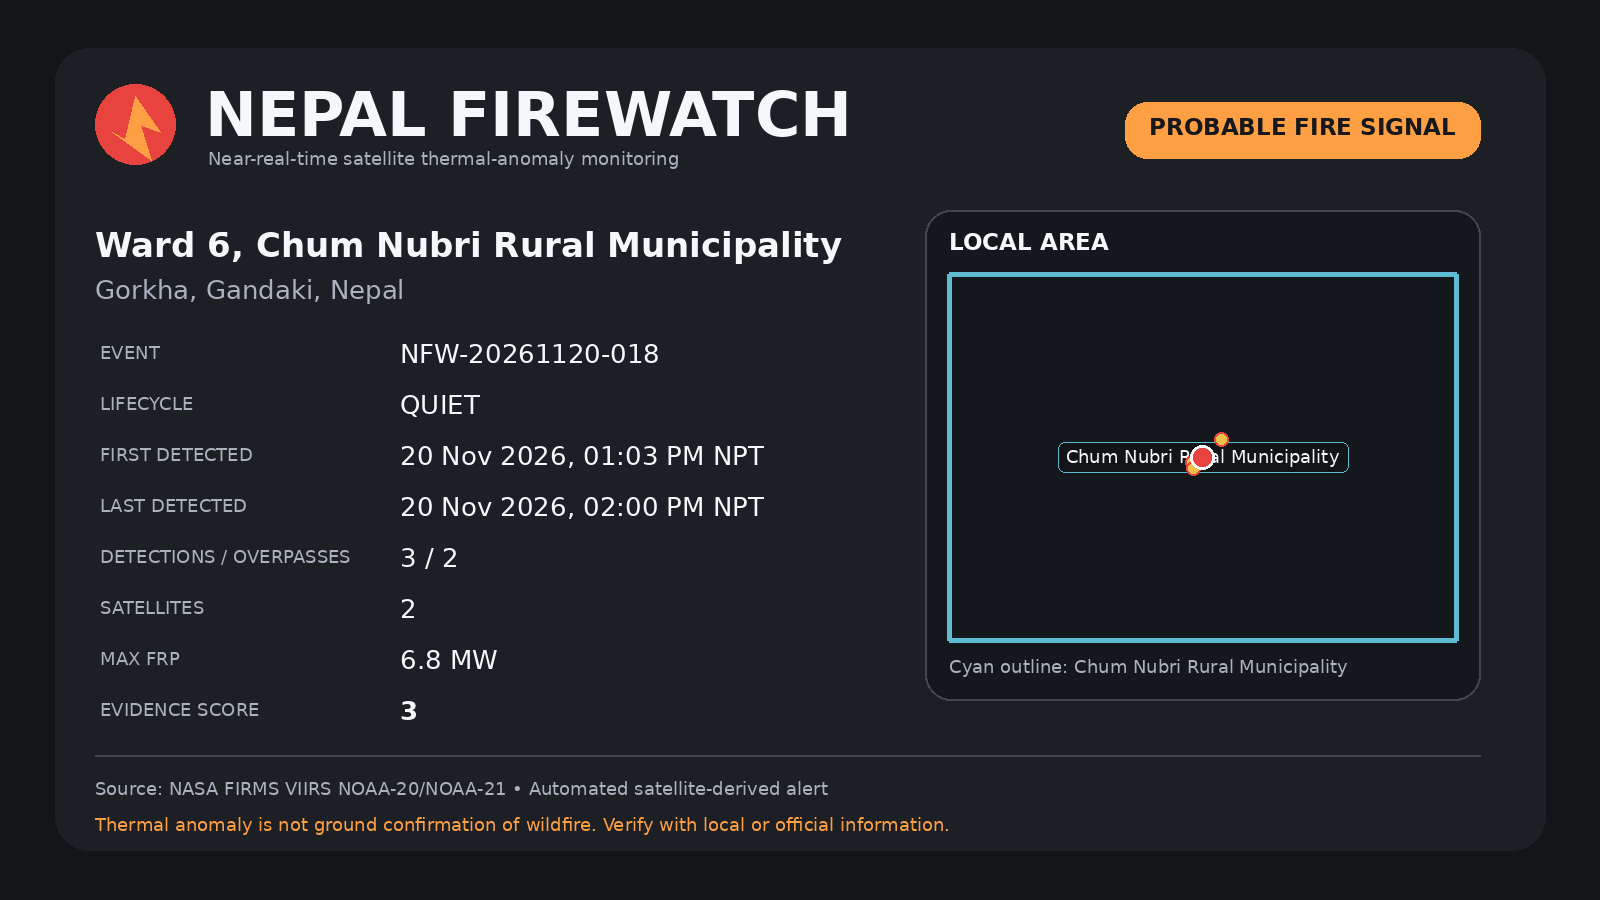 NEPAL FIREWATCH
Near-real-time satellite thermal-anomaly monitoring
PROBABLE FIRE SIGNAL
Ward 6, Chum Nubri Rural Municipality
Gorkha, Gandaki, Nepal
EVENT NFW-20261120-018
LIFECYCLE QUIET
FIRST DETECTED 20 Nov 2026, 01:03 PM NPT
LAST DETECTED 20 Nov 2026, 02:00 PM NPT
DETECTIONS / OVERPASSES 3 / 2
SATELLITES 2
MAX FRP 6.8 MW
EVIDENCE SCORE 3
LOCAL AREA
Chum Nubri Rural Municipality
Cyan outline: Chum Nubri Rural Municipality
Source: NASA FIRMS VIIRS NOAA-20/NOAA-21 • Automated satellite-derived alert
Thermal anomaly is not ground confirmation of wildfire. Verify with local or official information.